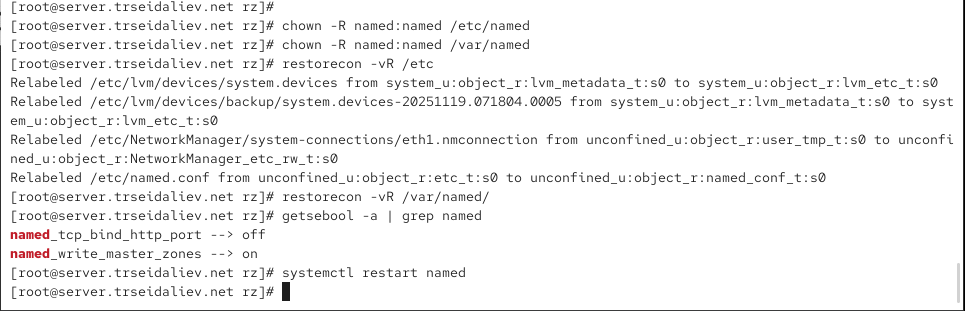 [root@server.trseidaliev.net rz]#
[root@server.trseidaliev.net rz]# chown -R named:named /etc/named
[root@server.trseidaliev.net rz]# chown -R named:named /var/named
[root@server.trseidaliev.net rz]# restorecon -vR /etc
Relabeled /etc/lvm/devices/system.devices from system_u:object_r:lvm_metadata_t:s0 to system_u:object_r:lvm_etc_t:s0
Relabeled /etc/lvm/devices/backup/system.devices-20251119.071804.0005 from system_u:object_r:lvm_metadata_t:s0 to syst
em_u:object_r:lvm_etc_t:s0
Relabeled /etc/NetworkManager/system-connections/eth1.nmconnection from unconfined_u:object_r:user_tmp_t:s0 to unconfi
ned_u:object_r:NetworkManager_etc_rw_t:s0
Relabeled /etc/named.conf from unconfined_u:object_r:etc_t:s0 to unconfined_u:object_r:named_conf_t:s0
[root@server.trseidaliev.net rz]# restorecon -vR /var/named/
[root@server.trseidaliev.net rz]# getsebool -a | grep named
named_tcp_bind_http_port --> off
named_write_master_zones --> on
[root@server.trseidaliev.net rz]# systemctl restart named
[root@server.trseidaliev.net rz]#